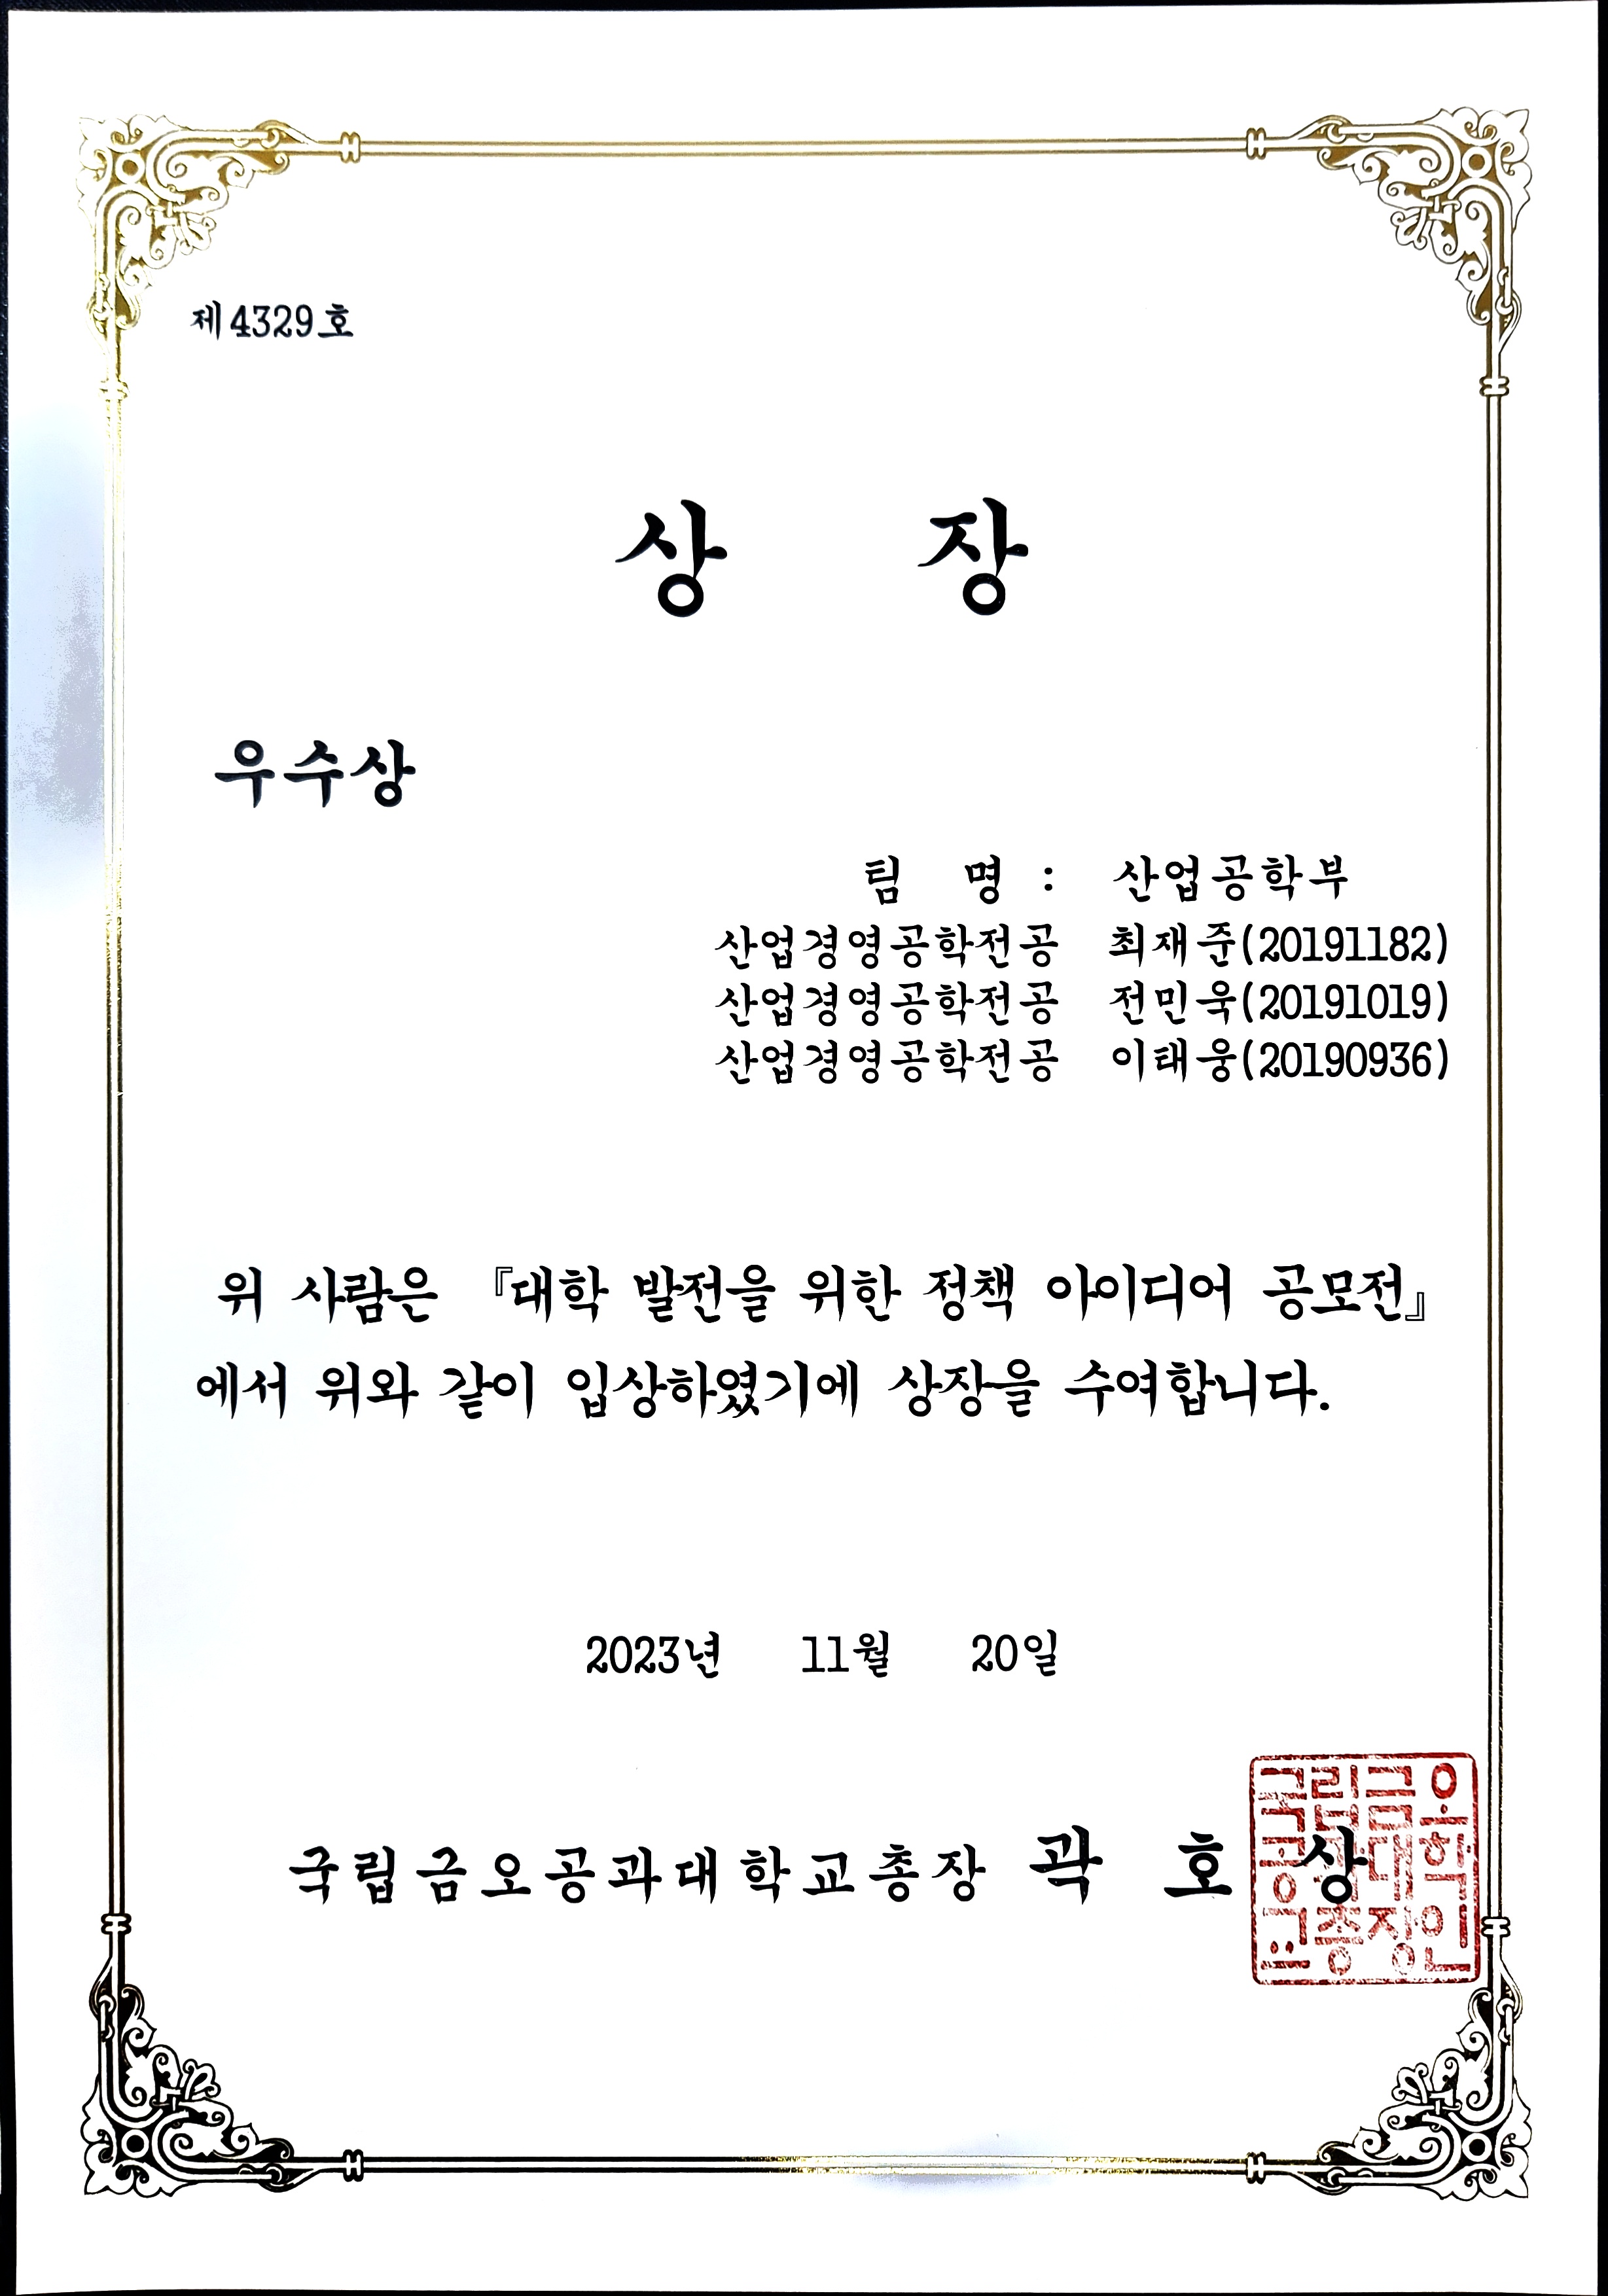 제4329호
상 장
우수상
팀 명 : 산업공학부
산업경영공학전공 최재준(20191182)
산업경영공학전공 전민욱(20191019)
산업경영공학전공 이태웅(20190936)
위 사람은 『대학 발전을 위한 정책 아이디어 공모전』
에서 위와 같이 입상하였기에 상장을 수여합니다.
2023년 11월 20일
국립금오공과대학교총장 곽 호 상
국립금오
공과대학
교총장인